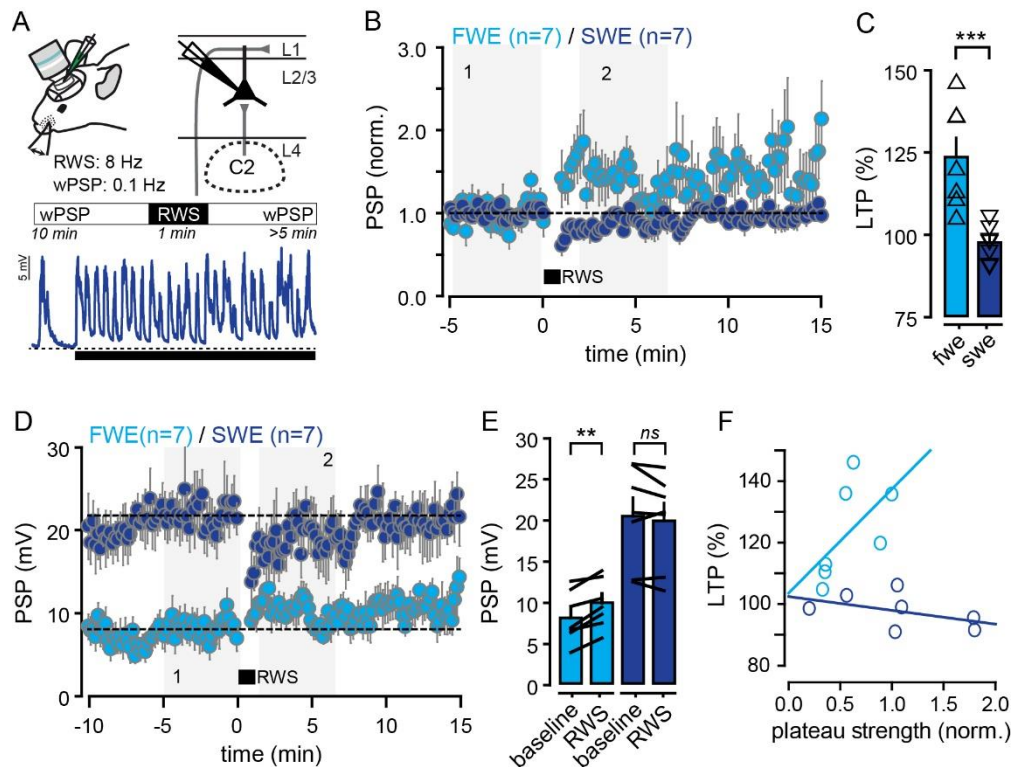 A
L1
L2/3
L4
C2
RWS: 8 Hz
wPSP: 0.1 Hz
wPSP RWS wPSP
10 min 1 min >5 min
5 mV
B
FWE (n=7) / SWE (n=7)
1 2
PSP (norm.)
3.0
2.0
1.0
0.0
RWS
-5 0 5 10 15
time (min)
C
***
LTP (%)
150
125
100
75
fwe swe
D
FWE(n=7) / SWE (n=7)
2
PSP (mV)
30
20
10
0
1
RWS
-10 -5 0 5 10 15
time (min)
E
** ns
PSP (mV)
30
25
20
15
10
5
0
baseline RWS baseline RWS
F
LTP (%)
140
120
100
80
0.0 0.5 1.0 1.5 2.0
plateau strength (norm.)